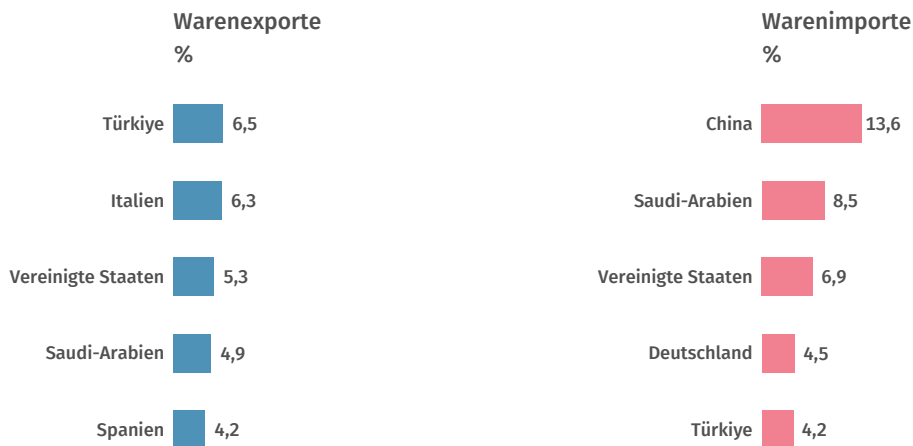 Warenexporte
%
Türkiye 6,5
Italien 6,3
Vereinigte Staaten 5,3
Saudi-Arabien 4,9
Spanien 4,2
Warenimporte
%
China 13,6
Saudi-Arabien 8,5
Vereinigte Staaten 6,9
Deutschland 4,5
Türkiye 4,2